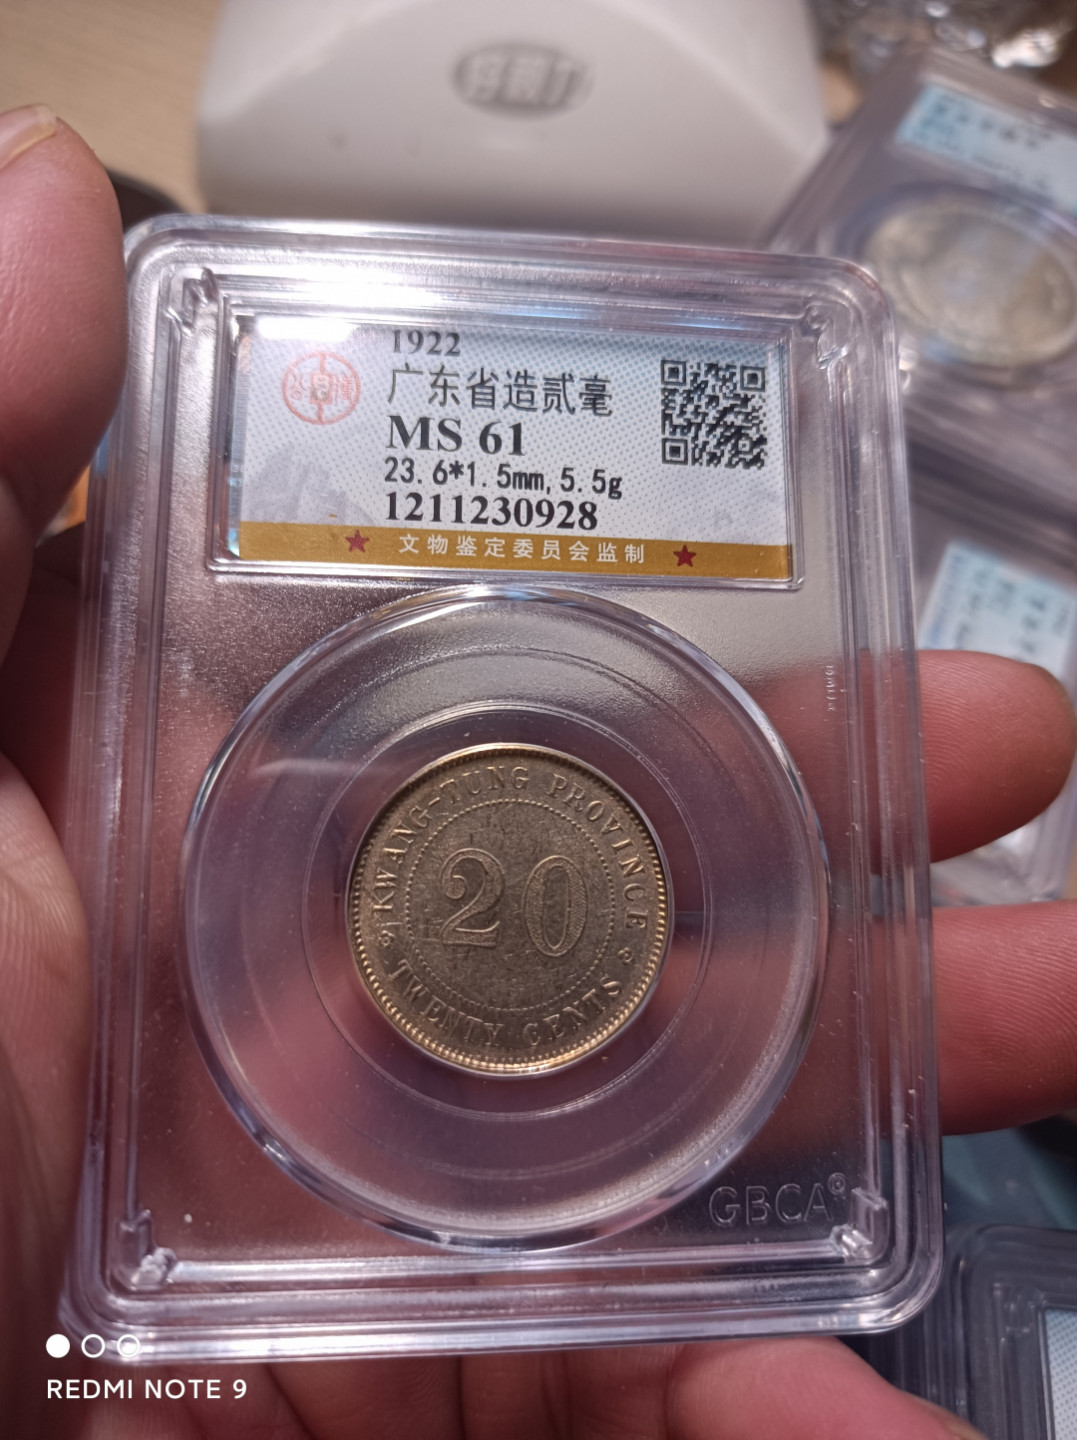 1922
广东省造贰毫
MS 61
23.6*1.5mm,5.5g
1211230928
★ 文物鉴定委员会监制 ★
KWANG-TUNG PROVINCE
20
TWENTY CENTS
GBCA®
REDMI NOTE 9